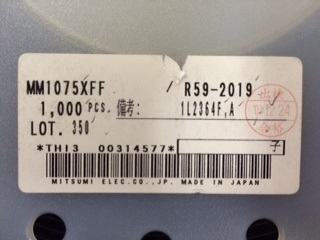 MM1075XFF R59-2019
1,000 PCS. 備考: 1L2364F,A
LOT. 350
*THI3 00314577*
子
MITSUMI ELEC.CO.,JP. MADE IN JAPAN